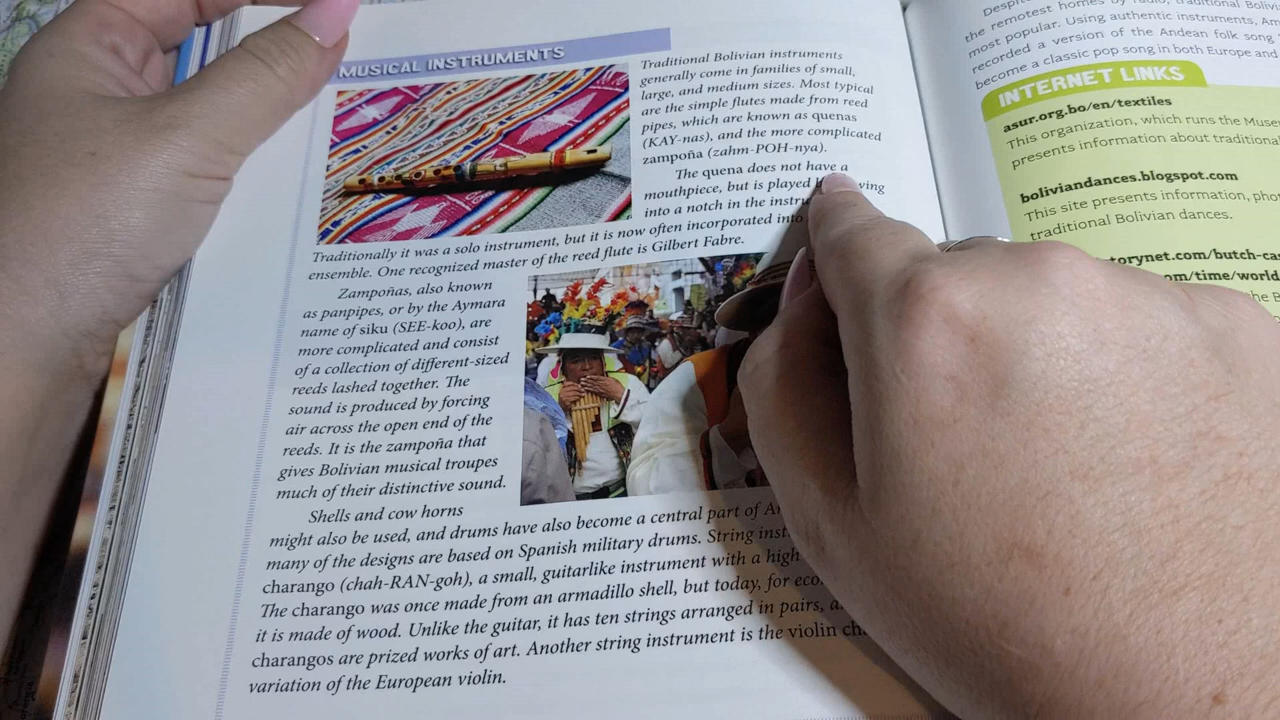 MUSICAL INSTRUMENTS
Traditional Bolivian instruments
generally come in families of small,
large, and medium sizes. Most typical
are the simple flutes made from reed
pipes, which are known as quenas
(KAY-nas), and the more complicated
zampoña (zahm-POH-nya).
The quena does not have a
mouthpiece, but is played
into a notch in the
Traditionally it was a solo instrument, but it is now often incorporated into
ensemble. One recognized master of the reed flute is Gilbert Fabre.
Zampoñas, also known
as panpipes, or by the Aymara
name of siku (SEE-koo), are
more complicated and consist
of a collection of different-sized
reeds lashed together. The
sound is produced by forcing
air across the open end of the
reeds. It is the zampoña that
gives Bolivian musical troupes
much of their distinctive sound.
Shells and cow horns
might also be used, and drums have also become a central part of
many of the designs are based on Spanish military drums. String
charango (chah-RAN-goh), a small, guitarlike instrument with a high
The charango was once made from an armadillo shell, but today, for
it is made of wood. Unlike the guitar, it has ten strings arranged in pairs,
charangos are prized works of art. Another string instrument is the violin
variation of the European violin.
the remotest homes by radio, traditional
most popular. Using authentic instruments,
recorded a version of the Andean folk song
become a classic pop song in both Europe and
INTERNET LINKS
asur.org.bo/en/textiles
This organization, which runs the
presents information about traditional
boliviandances.blogspot.com
This site presents information,
traditional Bolivian dances.